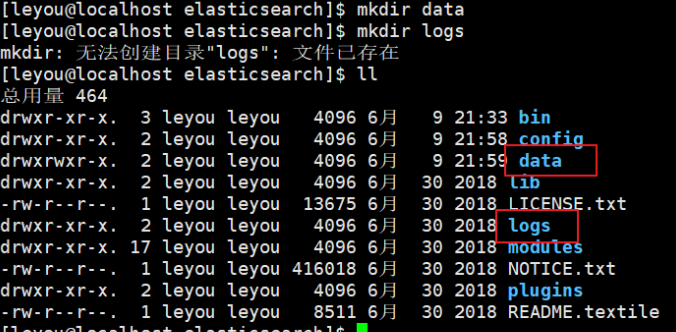 [leyou@localhost elasticsearch]$ mkdir data
[leyou@localhost elasticsearch]$ mkdir logs
mkdir: 无法创建目录"logs": 文件已存在
[leyou@localhost elasticsearch]$ ll
总用量 464
drwxr-xr-x.  3 leyou leyou   4096 6月   9 21:33 bin
drwxr-xr-x.  2 leyou leyou   4096 6月   9 21:58 config
drwxrwxr-x.  2 leyou leyou   4096 6月   9 21:59 data
drwxr-xr-x.  2 leyou leyou   4096 6月  30 2018 lib
-rw-r--r--.  1 leyou leyou  13675 6月  30 2018 LICENSE.txt
drwxr-xr-x.  2 leyou leyou   4096 6月  30 2018 logs
drwxr-xr-x. 17 leyou leyou   4096 6月  30 2018 modules
-rw-r--r--.  1 leyou leyou 416018 6月  30 2018 NOTICE.txt
drwxr-xr-x.  2 leyou leyou   4096 6月  30 2018 plugins
-rw-r--r--.  1 leyou leyou   8511 6月  30 2018 README.textile
[leyou@localhost elasticsearch]$